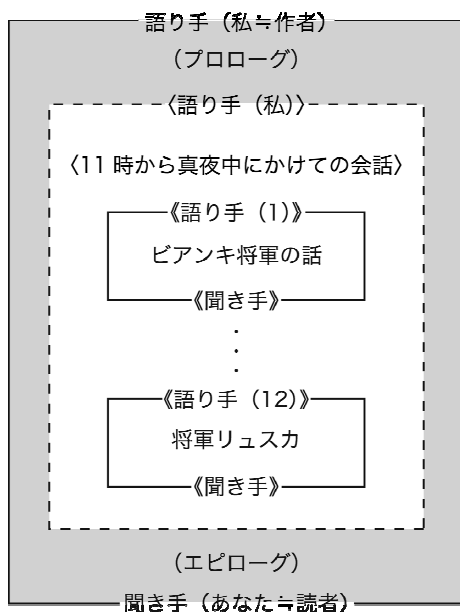 語り手（私≒作者）
（プロローグ）
〈語り手（私）〉
〈11 時から真夜中にかけての会話〉
《語り手（1）》
ビアンキ将軍の話
《聞き手》
・
・
・
《語り手（12）》
将軍リュスカ
《聞き手》
（エピローグ）
聞き手（あなた≒読者）